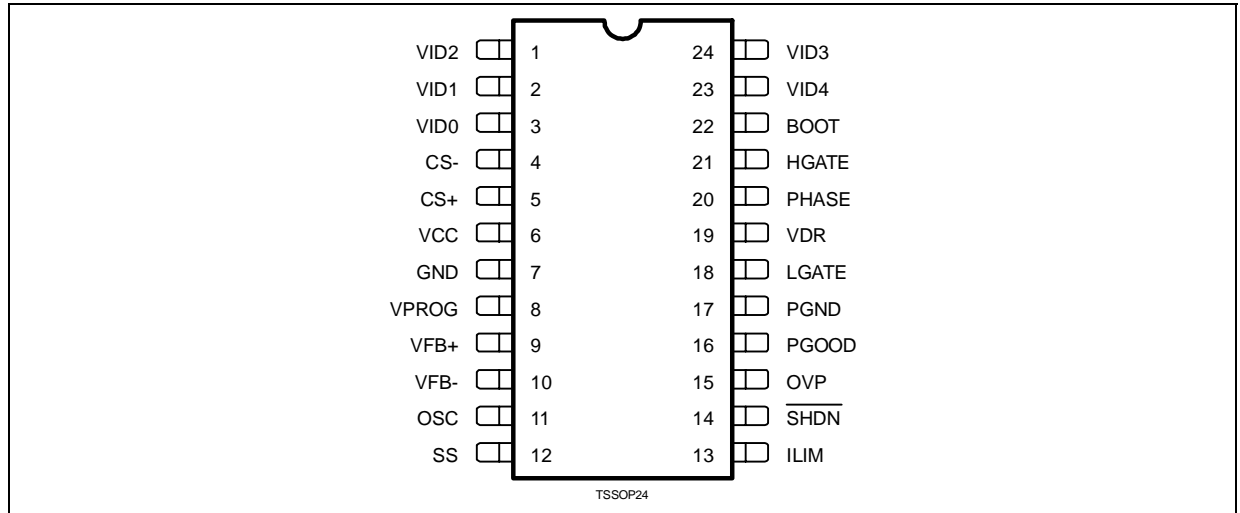 VID2 1 24 VID3
VID1 2 23 VID4
VID0 3 22 BOOT
CS- 4 21 HGATE
CS+ 5 20 PHASE
VCC 6 19 VDR
GND 7 18 LGATE
VPROG 8 17 PGND
VFB+ 9 16 PGOOD
VFB- 10 15 OVP
OSC 11 14 SHDN
SS 12 13 ILIM
TSSOP24